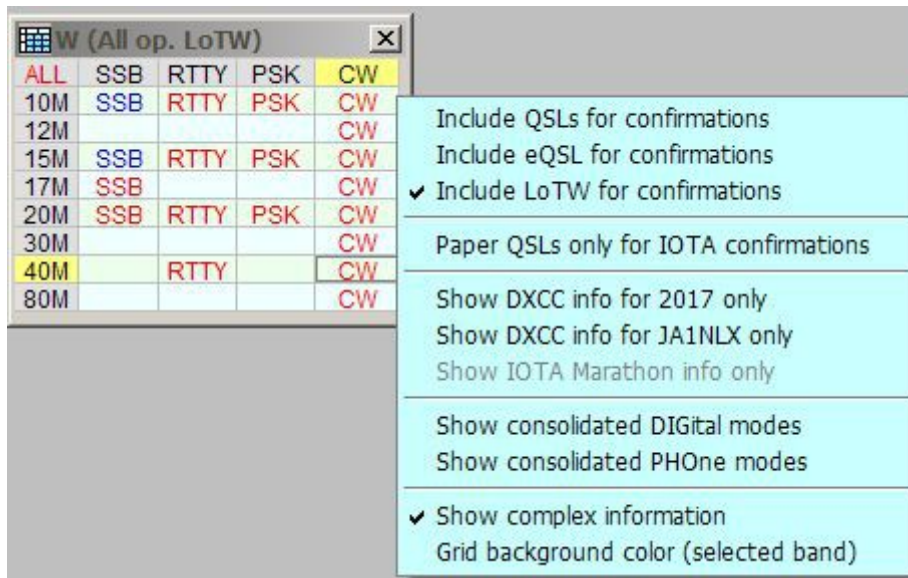 W (All op. LoTW)
ALL SSB RTTY PSK CW
10M SSB RTTY PSK CW
12M CW
15M SSB RTTY PSK CW
17M SSB CW
20M SSB RTTY PSK CW
30M CW
40M RTTY CW
80M CW
Include QSLs for confirmations
Include eQSL for confirmations
Include LoTW for confirmations
Paper QSLs only for IOTA confirmations
Show DXCC info for 2017 only
Show DXCC info for JA1NLX only
Show IOTA Marathon info only
Show consolidated DIGital modes
Show consolidated PHOne modes
Show complex information
Grid background color (selected band)